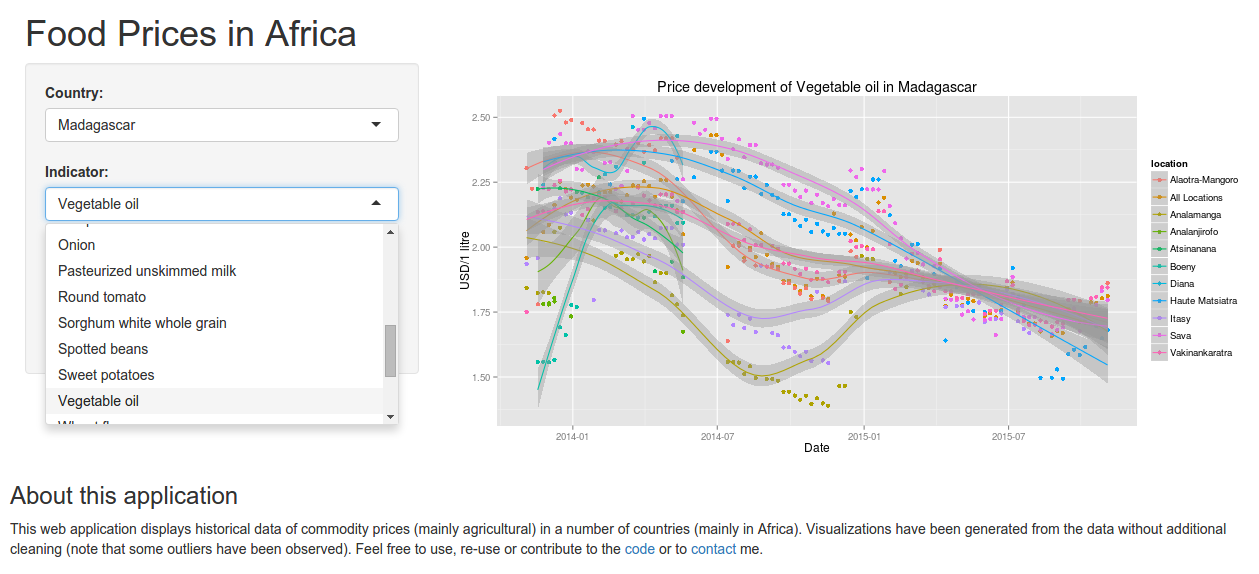 Food Prices in Africa
Country:
Madagascar
Indicator:
Vegetable oil
Onion
Pasteurized unskimmed milk
Round tomato
Sorghum white whole grain
Spotted beans
Sweet potatoes
Vegetable oil
Price development of Vegetable oil in Madagascar
USD/1 litre
2.50
2.25
2.00
1.75
1.50
2014-01 2014-07 2015-01 2015-07
Date
location
Alaotra-Mangoro
All Locations
Analamanga
Analanjirofo
Atsinanana
Boeny
Diana
Haute Matsiatra
Itasy
Sava
Vakinankaratra
About this application
This web application displays historical data of commodity prices (mainly agricultural) in a number of countries (mainly in Africa). Visualizations have been generated from the data without additional
cleaning (note that some outliers have been observed). Feel free to use, re-use or contribute to the code or to contact me.